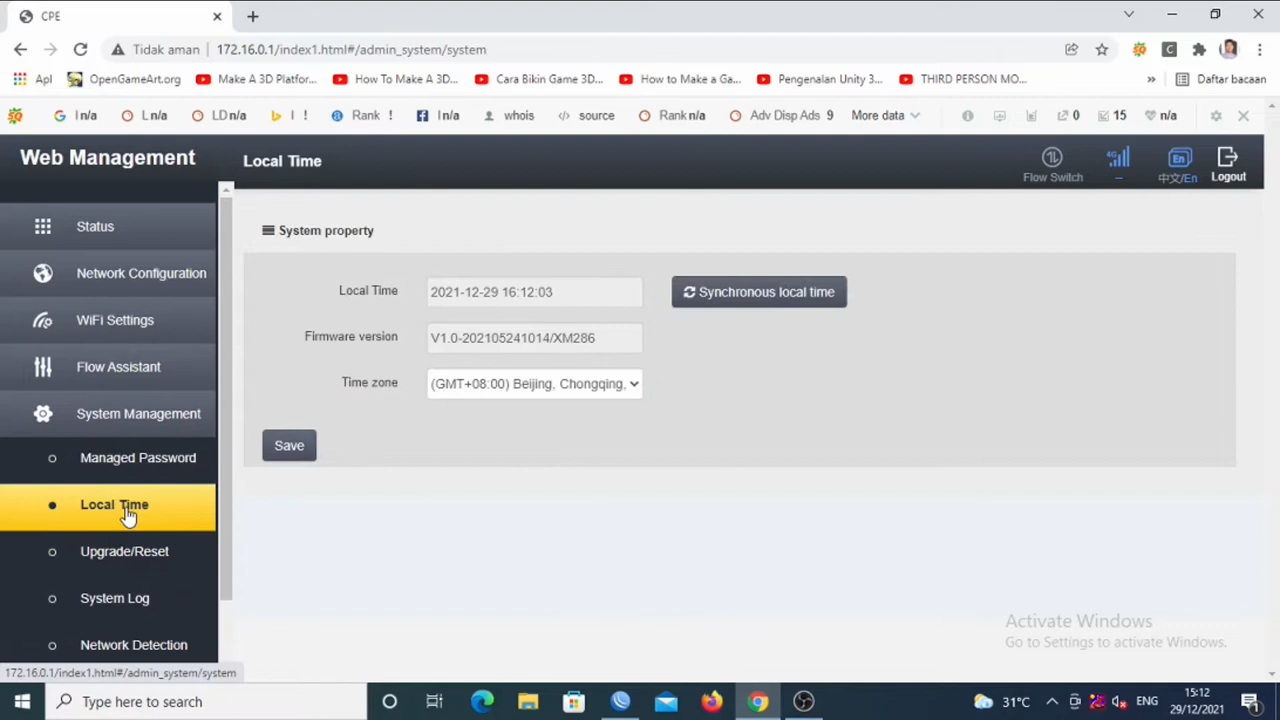 CPE
Tidak aman
172.16.0.1/index1.html#/admin_system/system
Apl
OpenGameArt.org
Make A 3D Platfor...
How To Make A 3D...
Cara Bikin Game 3D...
How to Make a Ga...
Pengenalan Unity 3...
THIRD PERSON MO...
»
Daftar bacaan
G I n/a
L n/a
LD n/a
I !
Rank !
I n/a
whois
source
Rank n/a
Adv Disp Ads 9
More data
0
15
n/a
Web Management
Local Time
Flow Switch
4G
--
En
中文/En
Logout
Status
Network Configuration
WiFi Settings
Flow Assistant
System Management
Managed Password
Local Time
Upgrade/Reset
System Log
Network Detection
System property
Local Time
2021-12-29 16:12:03
Synchronous local time
Firmware version
V1.0-202105241014/XM286
Time zone
(GMT+08:00) Beijing, Chongqing,
Save
Activate Windows
Go to Settings to activate Windows.
172.16.0.1/index1.html#/admin_system/system
Type here to search
31°C
ENG
15:12
29/12/2021
1